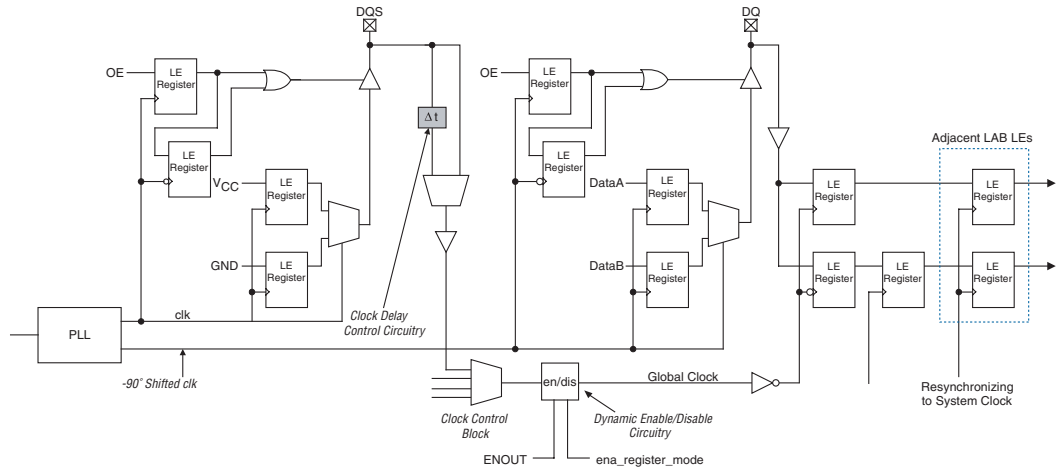 DQS
DQ
OE
LE
Register
LE
Register
VCC
LE
Register
GND
LE
Register
Δ t
Clock Delay
Control Circuitry
PLL
clk
-90° Shifted clk
OE
LE
Register
LE
Register
DataA
LE
Register
DataB
LE
Register
Adjacent LAB LEs
LE
Register
LE
Register
LE
Register
LE
Register
LE
Register
Clock Control
Block
en/dis
Global Clock
Dynamic Enable/Disable
Circuitry
ENOUT
ena_register_mode
Resynchronizing
to System Clock